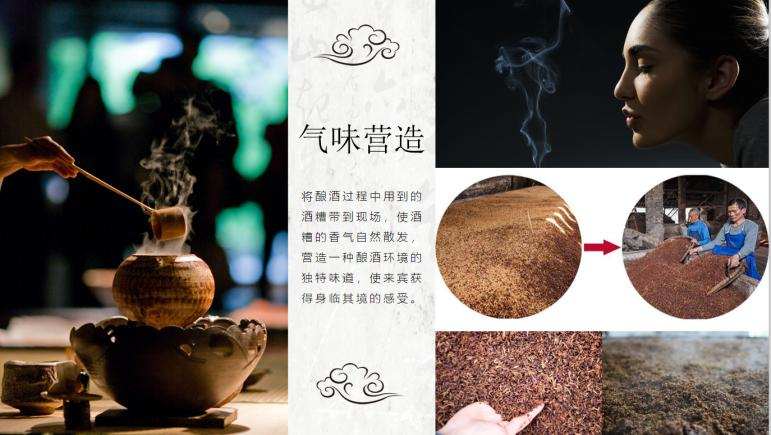 气味营造
将酿酒过程中用到的
酒糟带到现场，使酒
糟的香气自然散发，
营造一种酿酒环境的
独特味道，使来宾获
得身临其境的感受。